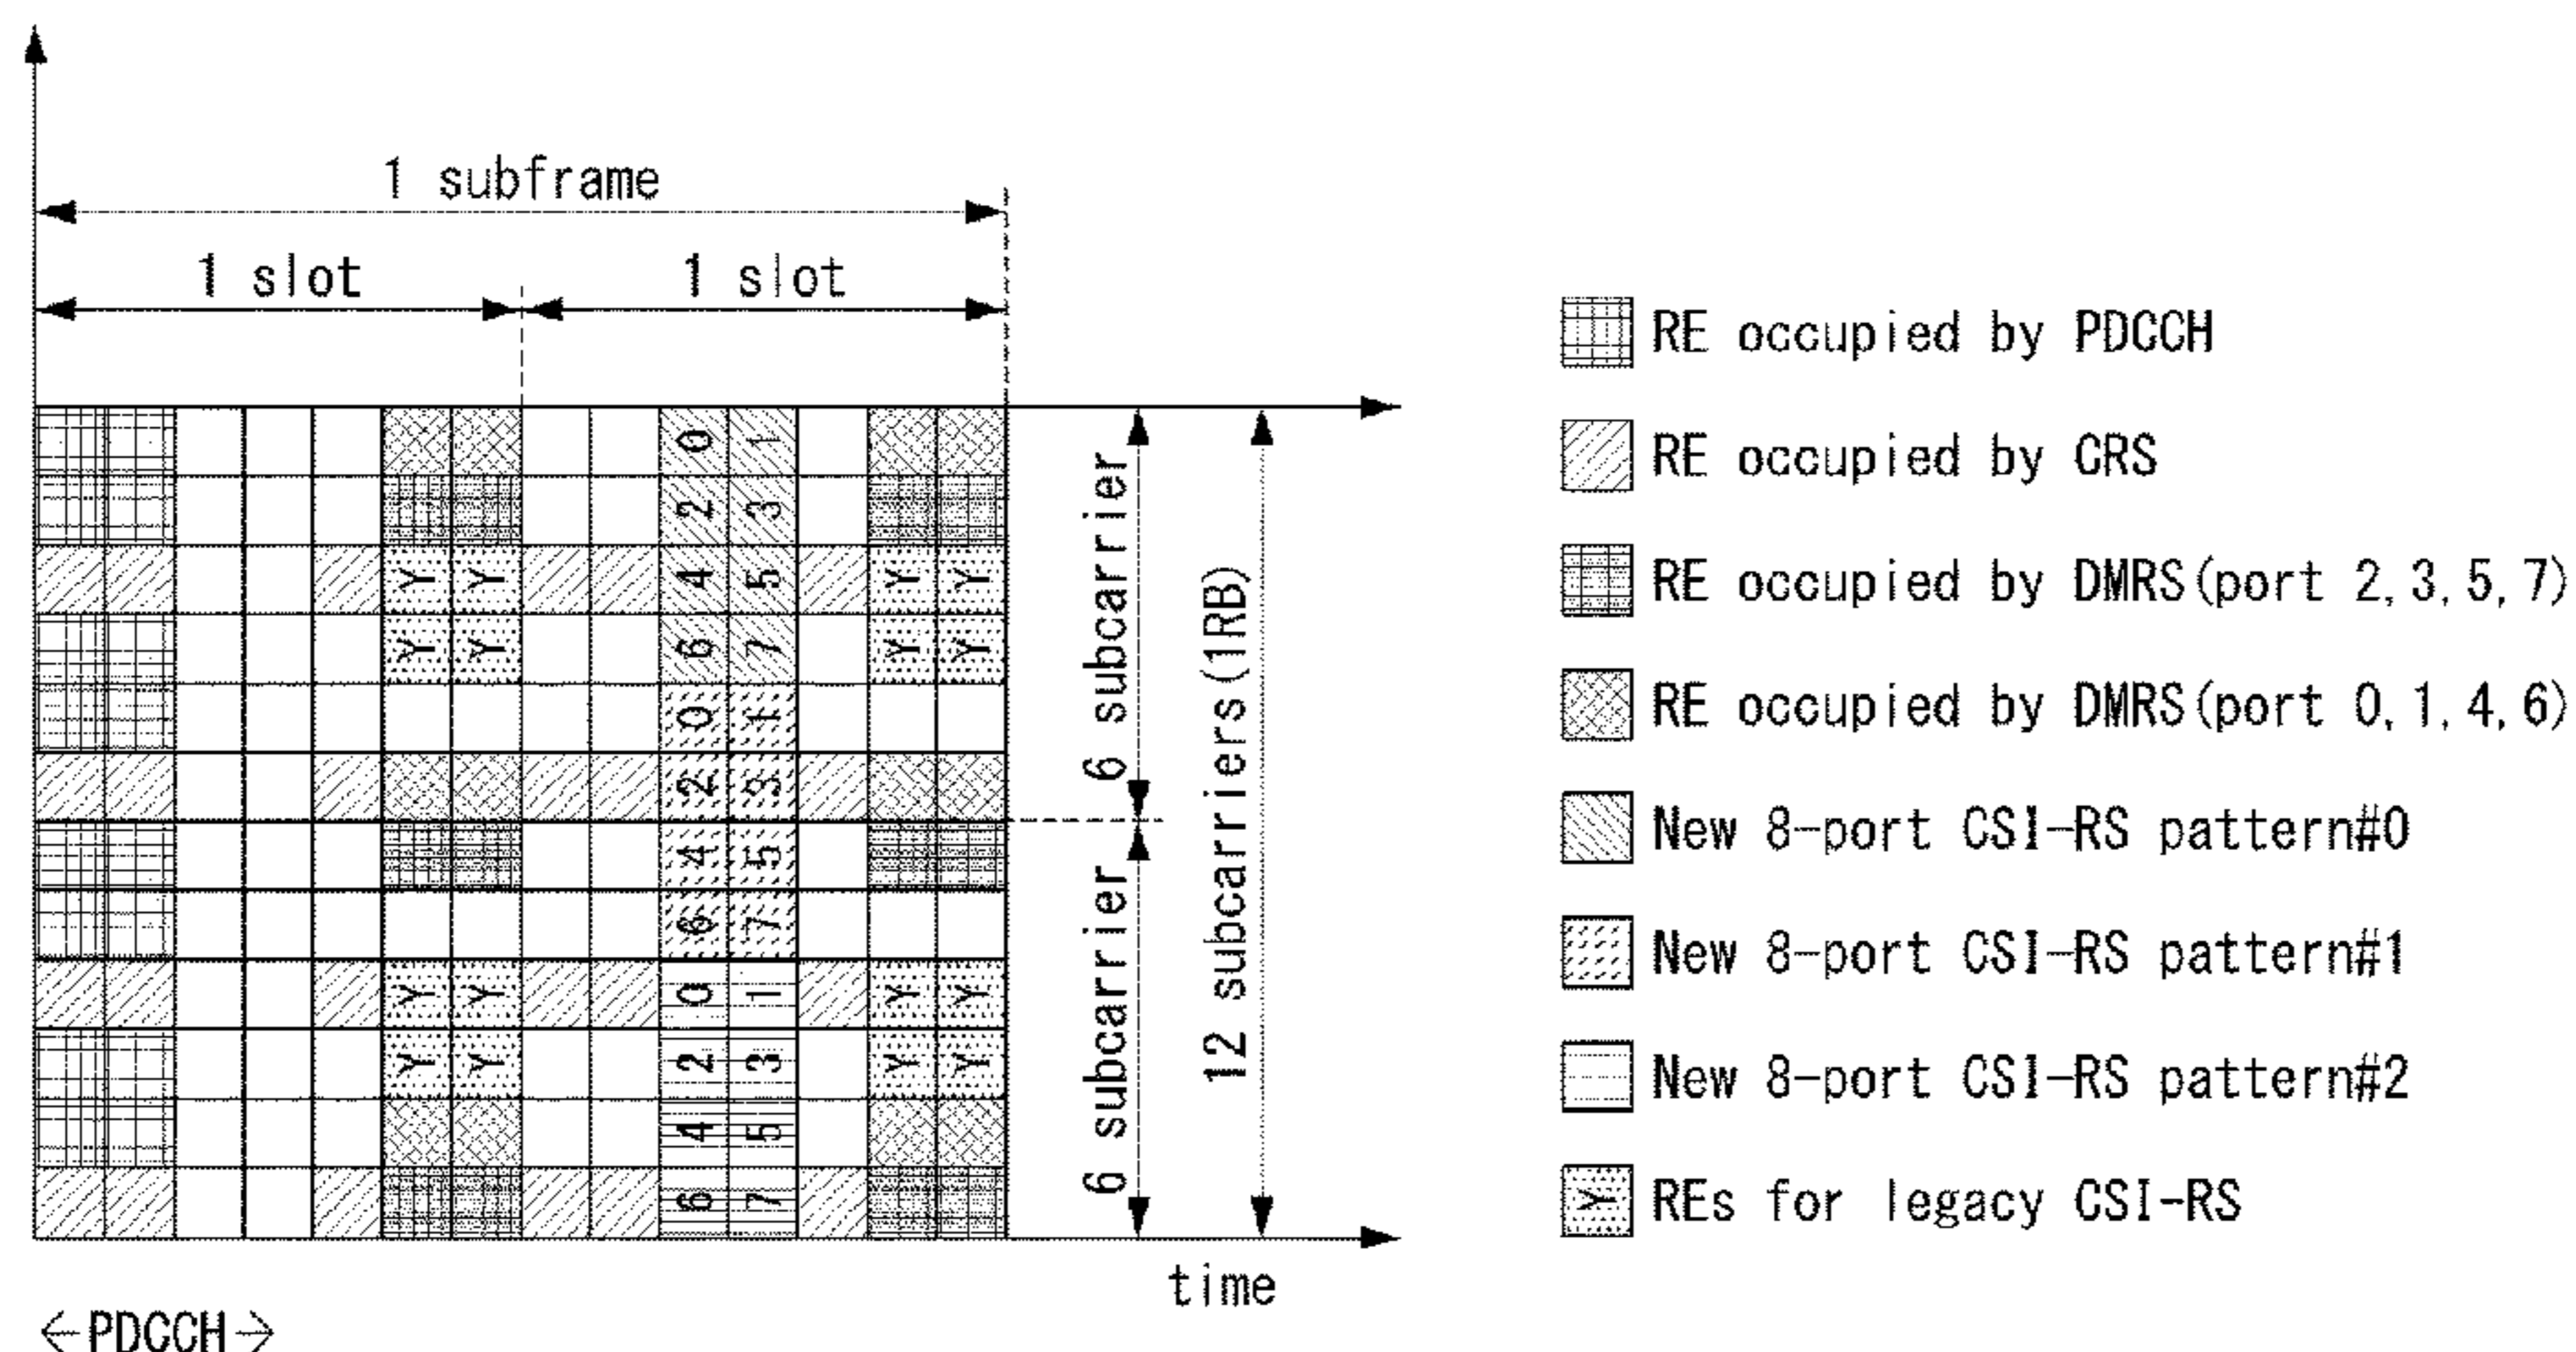 1 subframe
1 slot
1 slot
0 1
2 3
Y Y 4 5 Y Y
Y Y 6 7 Y Y
0 1
2 3
4 5
6 7
Y Y 0 1 Y Y
Y Y 2 3 Y Y
4 5
6 7
6 subcarrier
6 subcarrier
12 subcarriers(1RB)
time
PDCCH
RE occupied by PDCCH
RE occupied by CRS
RE occupied by DMRS(port 2,3,5,7)
RE occupied by DMRS(port 0,1,4,6)
New 8-port CSI-RS pattern#0
New 8-port CSI-RS pattern#1
New 8-port CSI-RS pattern#2
Y REs for legacy CSI-RS